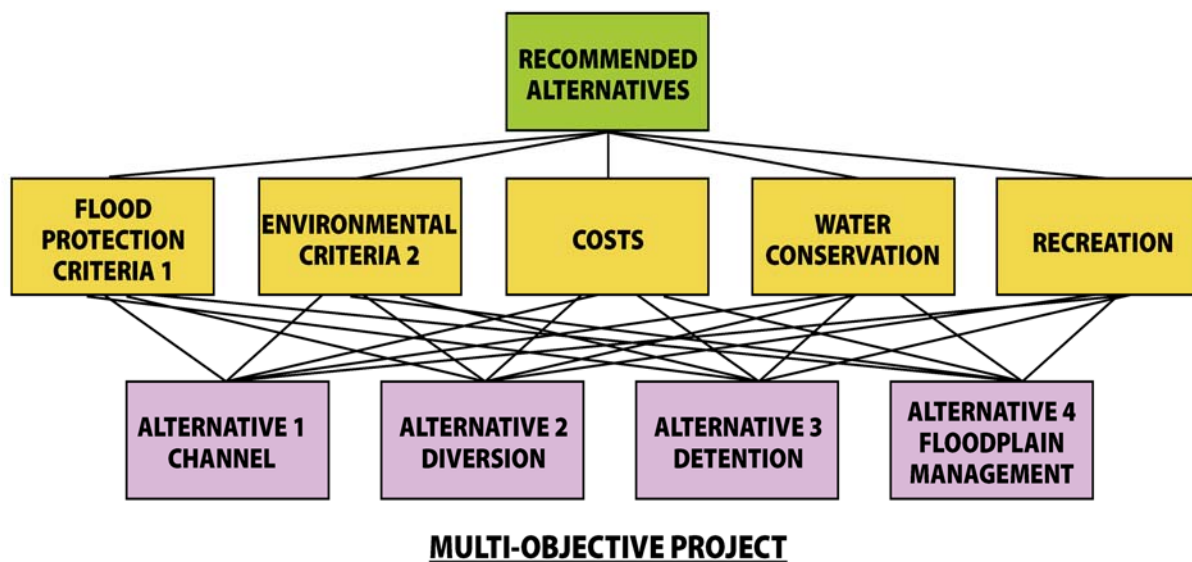 RECOMMENDED
ALTERNATIVES
FLOOD
PROTECTION
CRITERIA 1
ENVIRONMENTAL
CRITERIA 2
COSTS
WATER
CONSERVATION
RECREATION
ALTERNATIVE 1
CHANNEL
ALTERNATIVE 2
DIVERSION
ALTERNATIVE 3
DETENTION
ALTERNATIVE 4
FLOODPLAIN
MANAGEMENT
MULTI-OBJECTIVE PROJECT